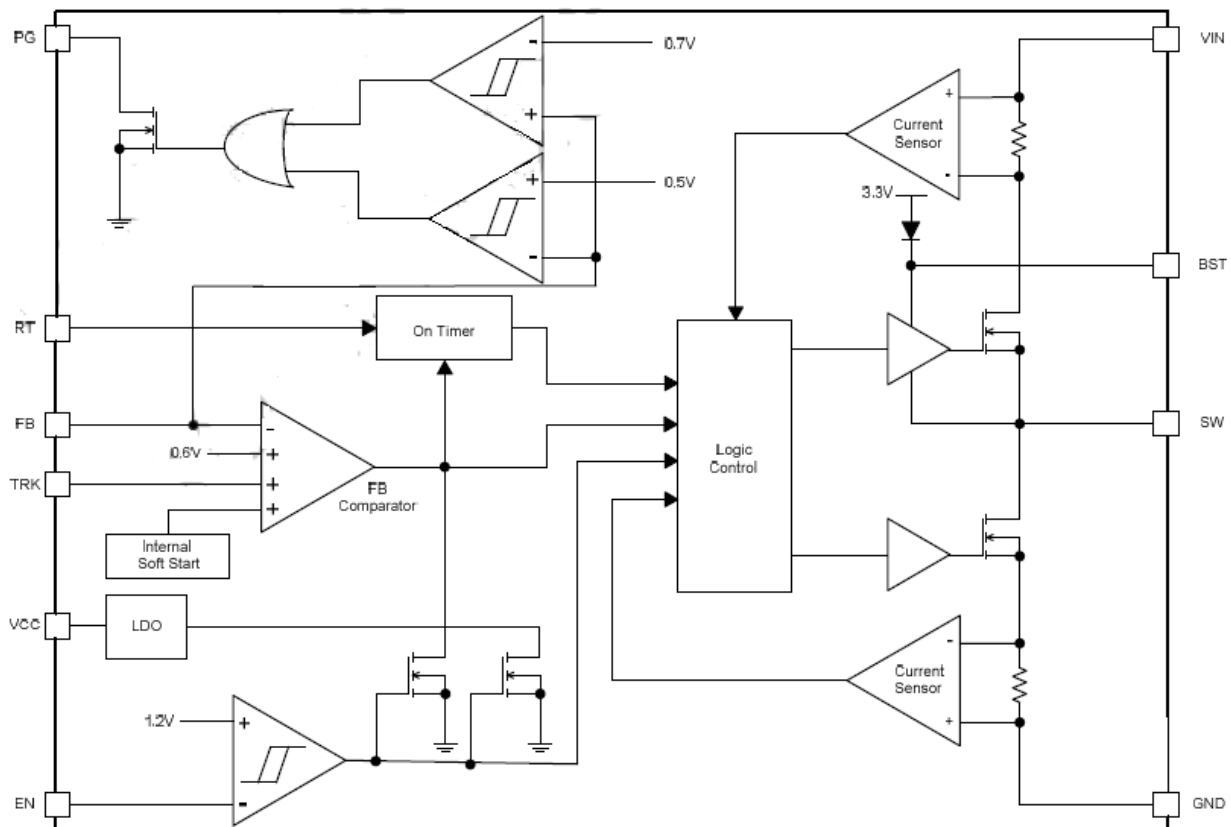 PG
0.7V
VIN
+
-
Current
Sensor
0.5V
3.3V
BST
RT
On Timer
FB
0.6V
TRK
FB
Comparator
Internal
Soft Start
Logic
Control
SW
VCC
LDO
Current
Sensor
1.2V
EN
GND